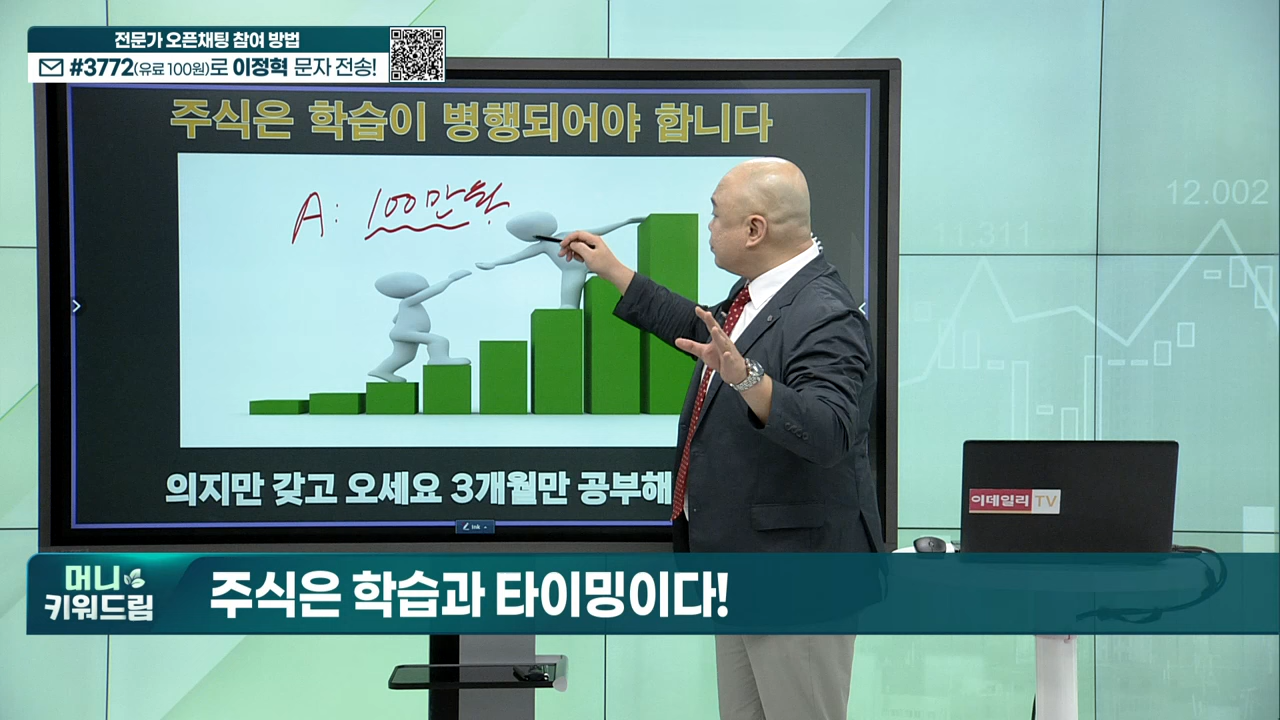 전문가 오픈채팅 참여 방법
#3772(유료 100원)로 이정혁 문자 전송!
주식은 학습이 병행되어야 합니다
A: 100만원
12.002
11.311
의지만 갖고 오세요 3개월만 공부해
Ink
이데일리 TV
머니
키워드림
주식은 학습과 타이밍이다!